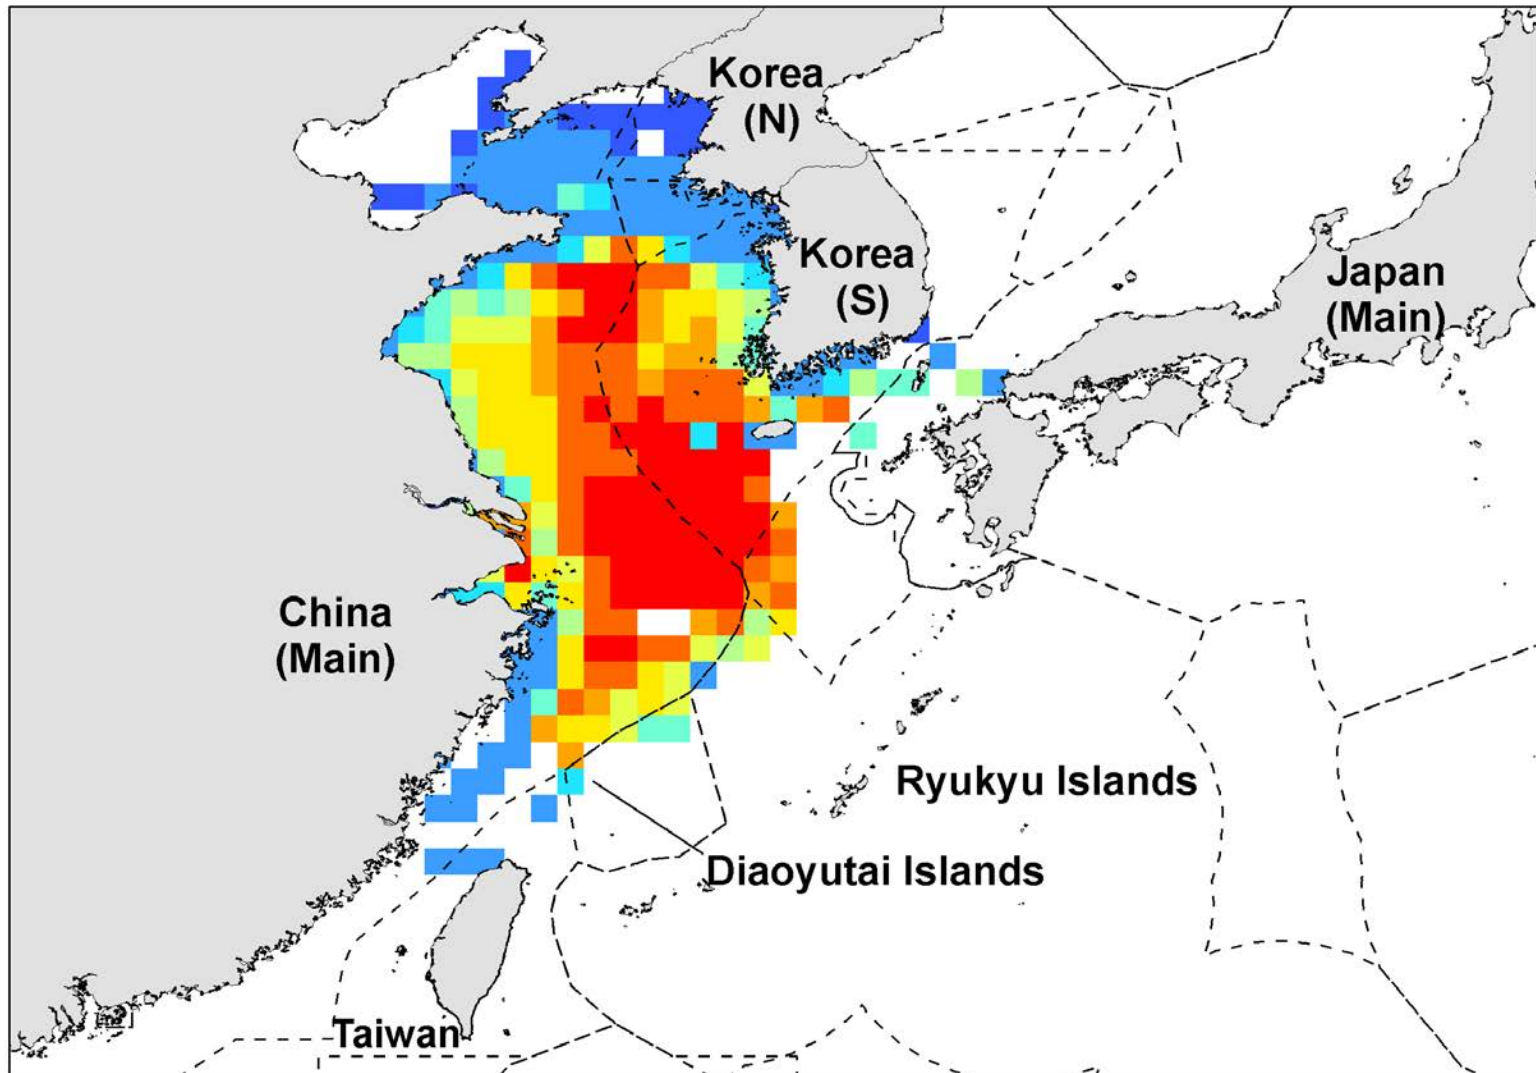 Korea
(N)
Korea
(S)
Japan
(Main)
China
(Main)
Ryukyu Islands
Diaoyutai Islands
Taiwan